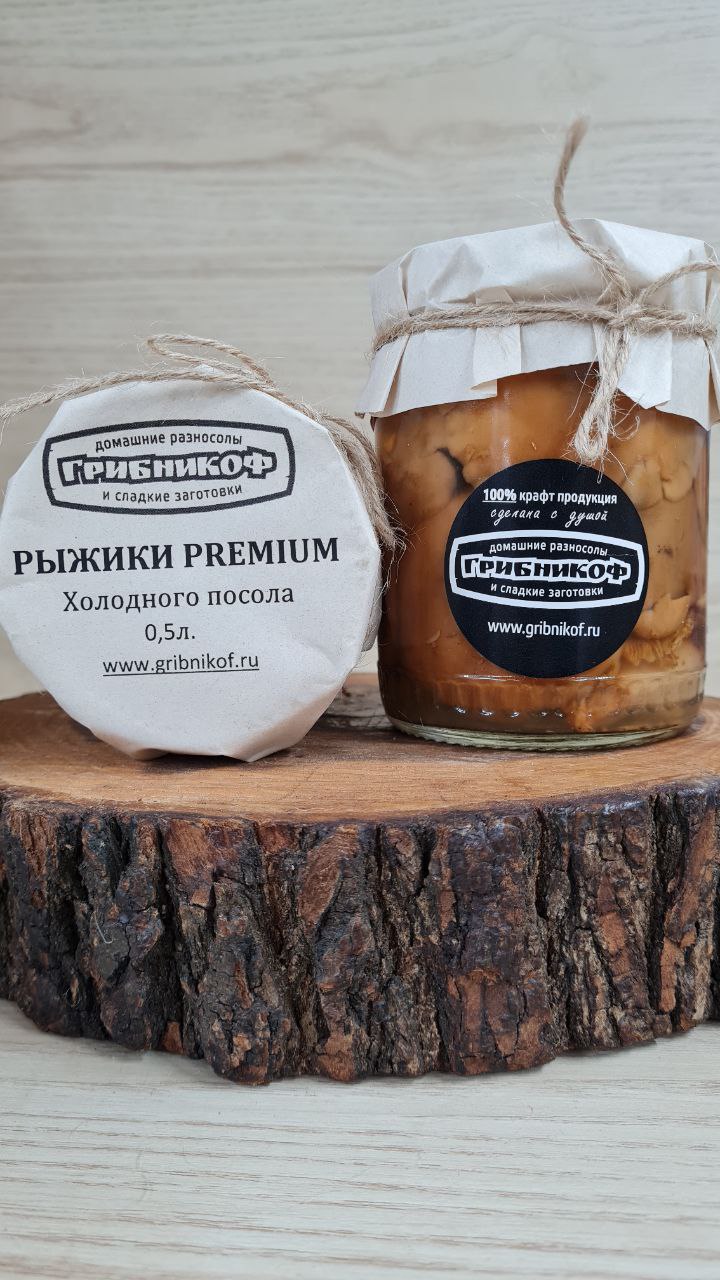 домашние разносолы
ГРИБНИКОФ
и сладкие заготовки
РЫЖИКИ PREMIUM
Холодного посола
0,5л.
www.gribnikof.ru
100% крафт продукция
сделана с душой
домашние разносолы
ГРИБНИКОФ
и сладкие заготовки
www.gribnikof.ru